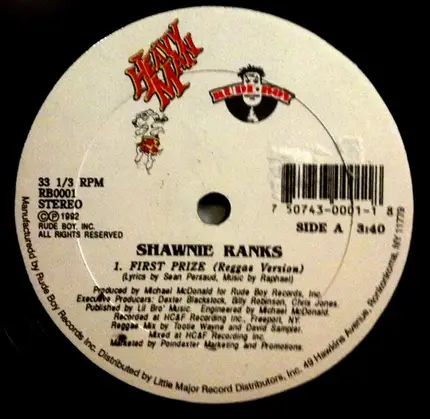 HEAVY
MAN
RUDE BOY
33 1/3 RPM
RB0001
STEREO
©℗ 1992
RUDE BOY, INC.
ALL RIGHTS RESERVED
7 50743-0001-1 8
SIDE A 3:40
SHAWNIE RANKS
1. FIRST PRIZE (Reggae Version)
(Lyrics by Sean Persaud, Music by Raphael)
Produced by Michael McDonald for Rude Boy Records, Inc.
Executive Producers: Dexter Blackstock, Billy Robinson, Chris Jones.
Published by Lil Bro' Music. Engineered by Michael McDonald.
Recorded at HC&F Recording Inc., Freeport, NY
Reggae Mix by Tootie Wayne and David Sampler.
Mixed at HC&F Recording Inc.
Marketed by Poindexter Marketing and Promotions.
Manufacturedd by Rude Boy Records Inc. Distributed by Little Major Record Distributors, Inc. 49 Hawkins Avenue, Ronkonkoma, NY 117779